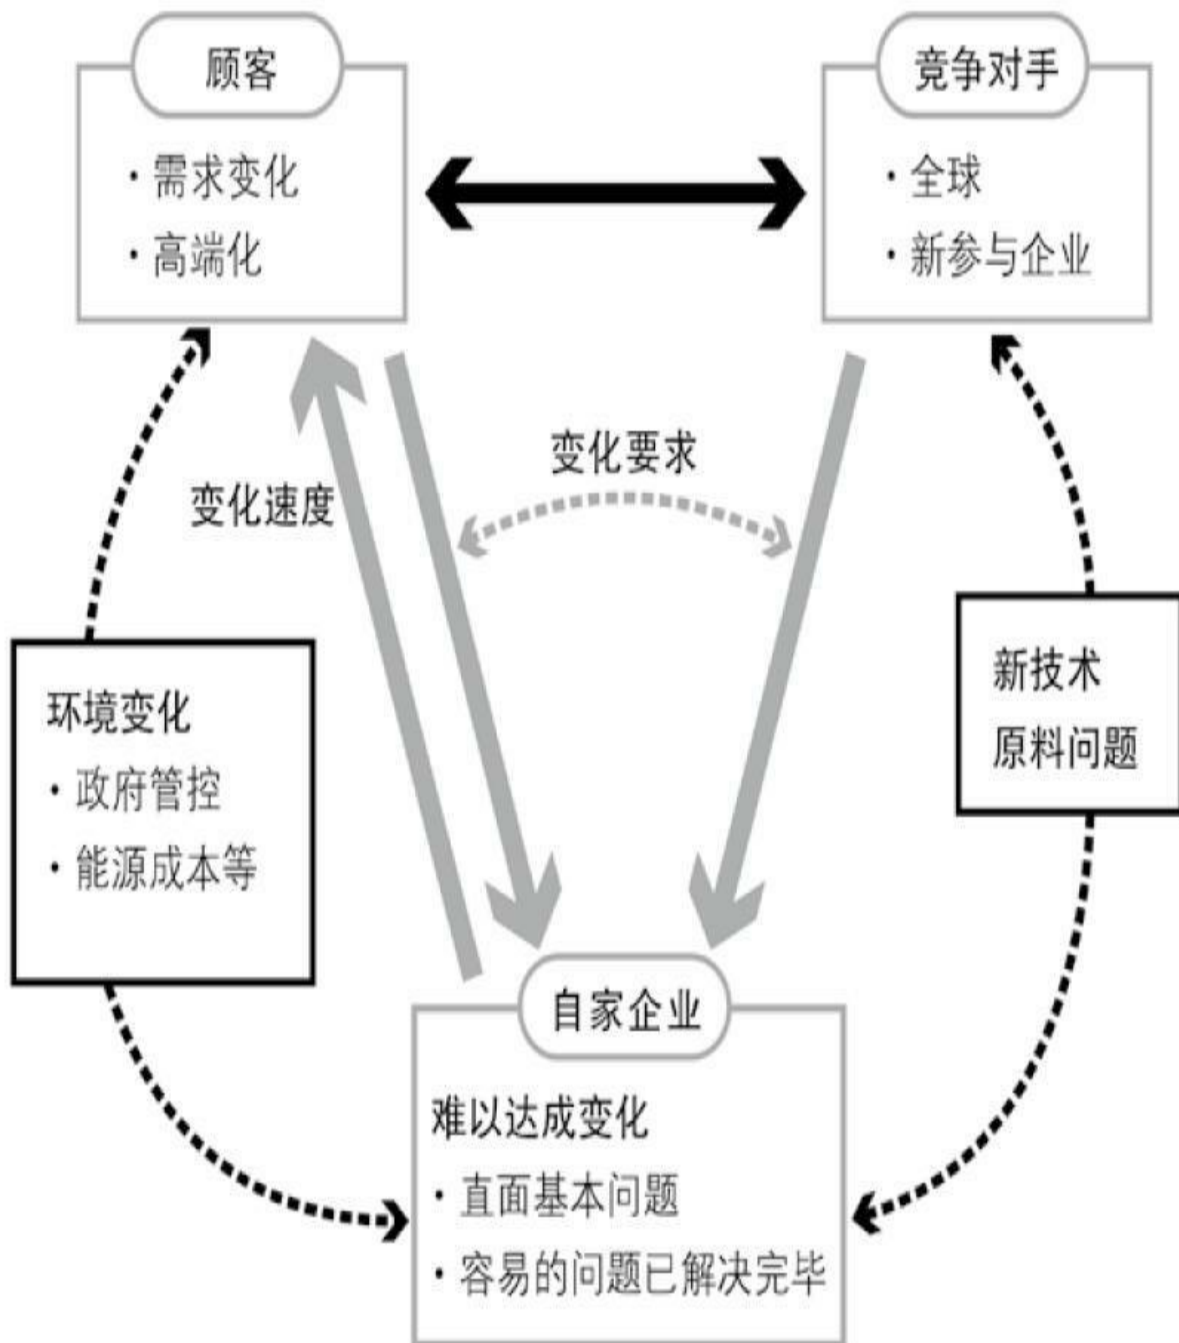 顾客
·需求变化
·高端化
竞争对手
·全球
·新参与企业
变化要求
变化速度
环境变化
·政府管控
·能源成本等
新技术
原料问题
自家企业
难以达成变化
·直面基本问题
·容易的问题已解决完毕